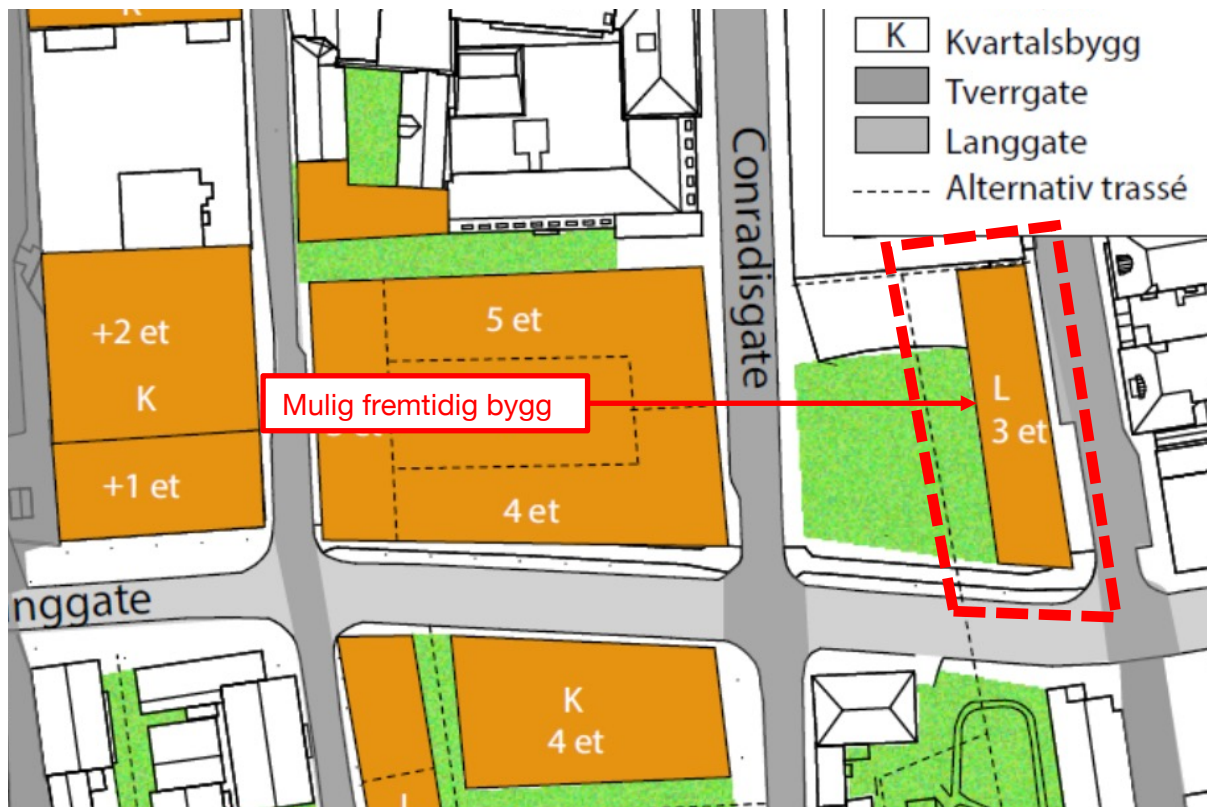 K Kvartalsbygg
Tverrgate
Langgate
Alternativ trassé
Conradisgate
+2 et
K
+1 et
5 et
Mulig fremtidig bygg
4 et
L
3 et
nggate
K
4 et